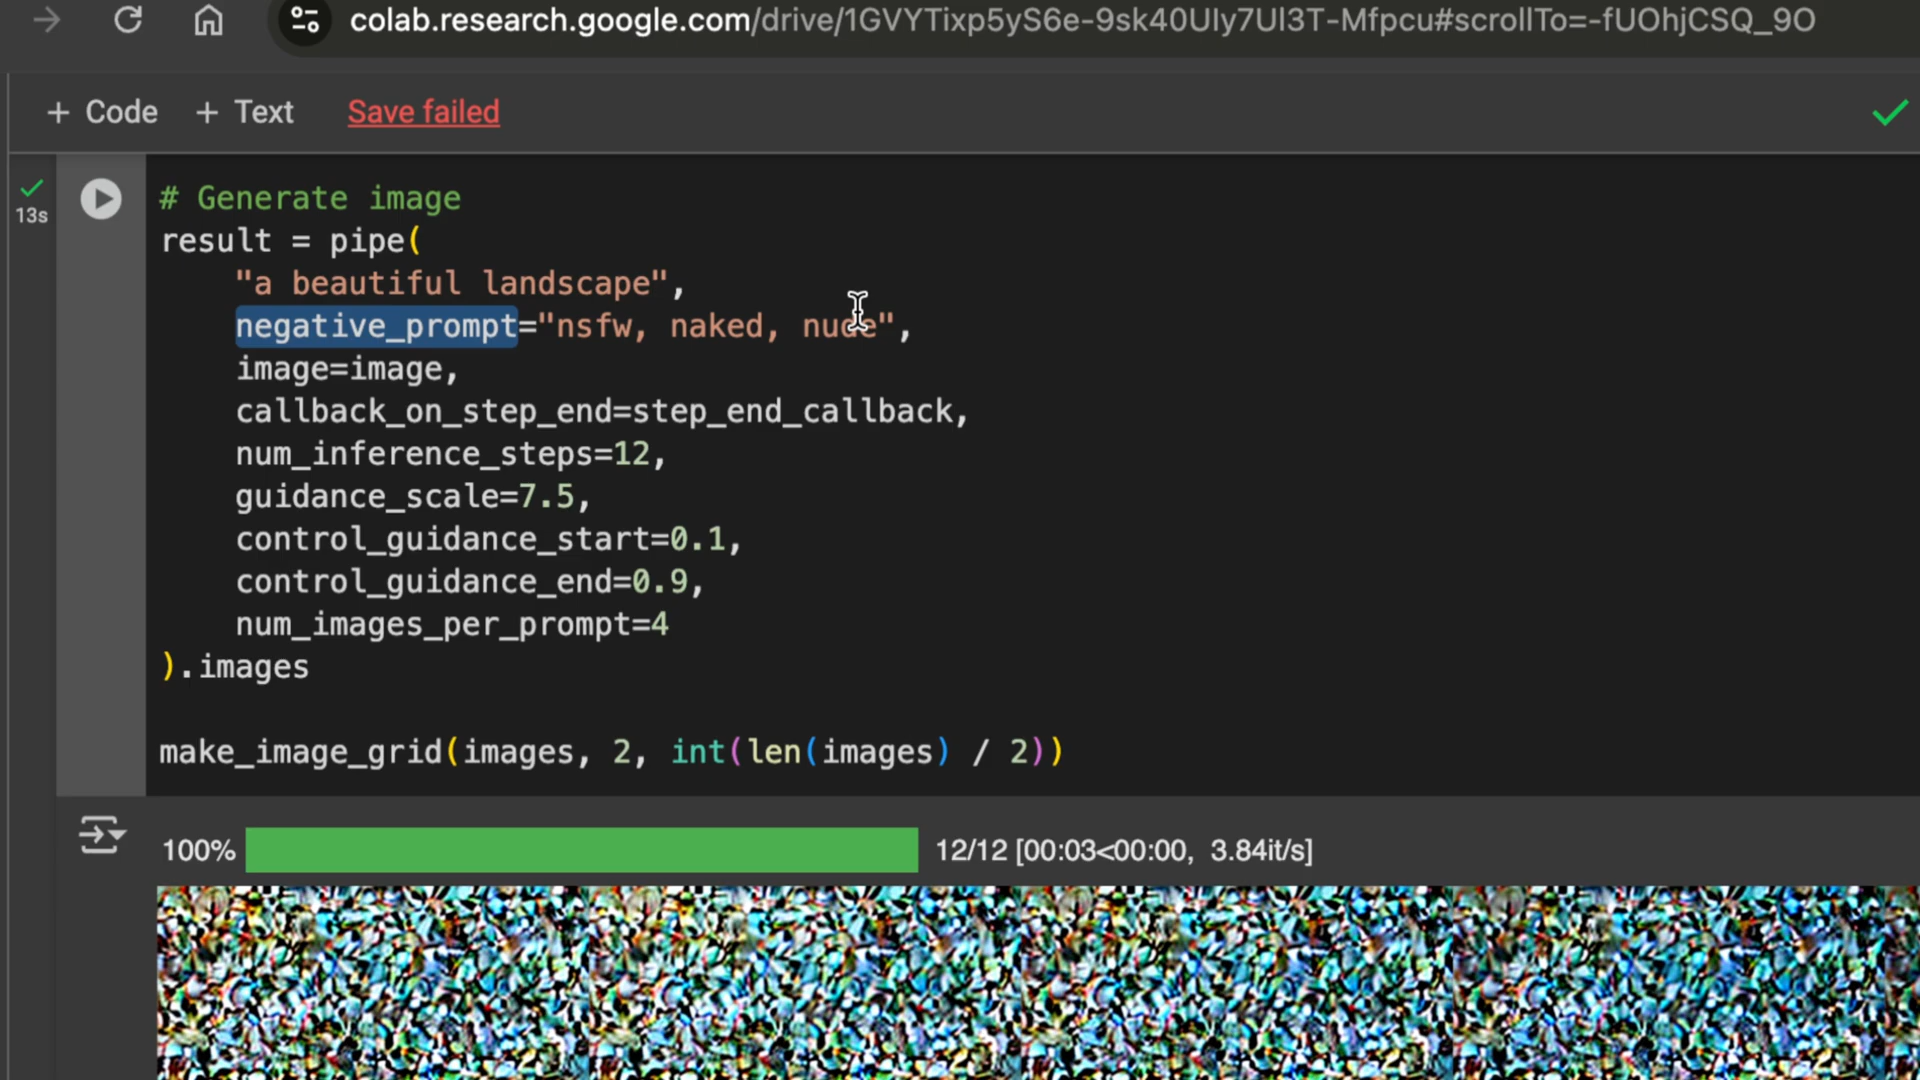 colab.research.google.com/drive/1GVYTixp5yS6e-9sk40UIy7Ul3T-Mfpcu#scrollTo=-fUOhjCSQ_9O
+ Code + Text Save failed
13s
# Generate image
result = pipe(
"a beautiful landscape",
negative_prompt="nsfw, naked, nude",
image=image,
callback_on_step_end=step_end_callback,
num_inference_steps=12,
guidance_scale=7.5,
control_guidance_start=0.1,
control_guidance_end=0.9,
num_images_per_prompt=4
).images
make_image_grid(images, 2, int(len(images) / 2))
100% 12/12 [00:03<00:00, 3.84it/s]